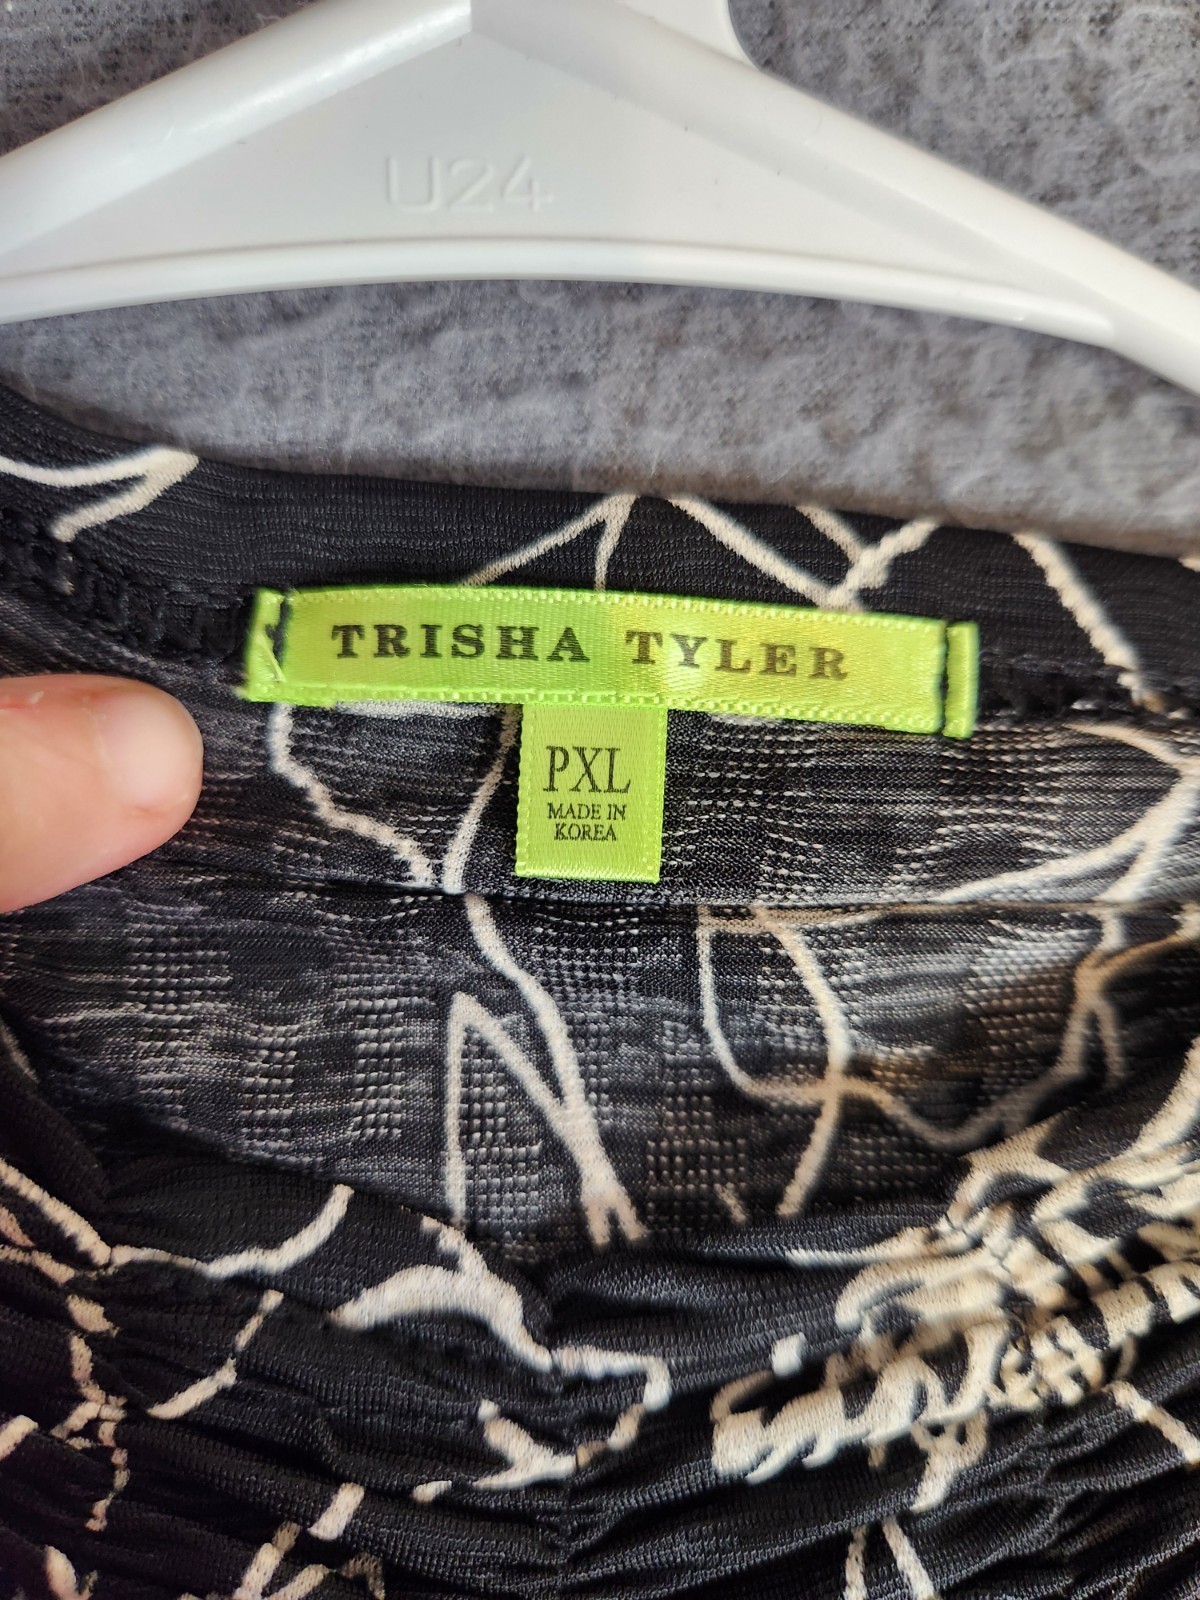 U24
TRISHA TYLER
PXL
MADE IN
KOREA